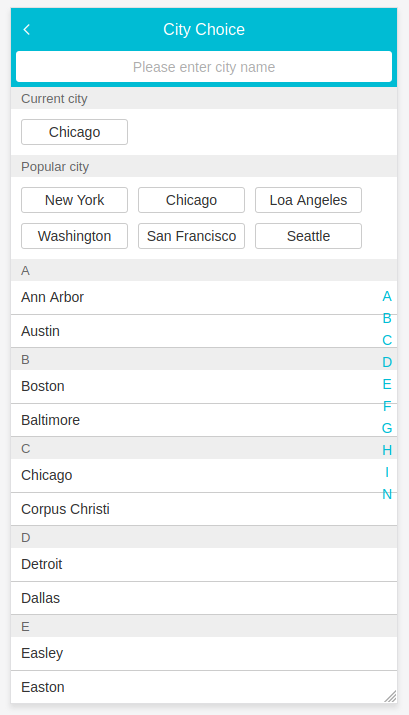 City Choice
Please enter city name
Current city
Chicago
Popular city
New York Chicago Loa Angeles
Washington San Francisco Seattle
A
Ann Arbor
Austin
B
Boston
Baltimore
C
Chicago
Corpus Christi
D
Detroit
Dallas
E
Easley
Easton
A
B
C
D
E
F
G
H
I
N